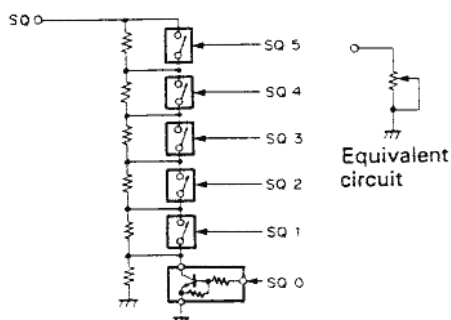 SQ
SQ 5
SQ 4
SQ 3
SQ 2
SQ 1
SQ 0
Equivalent
circuit